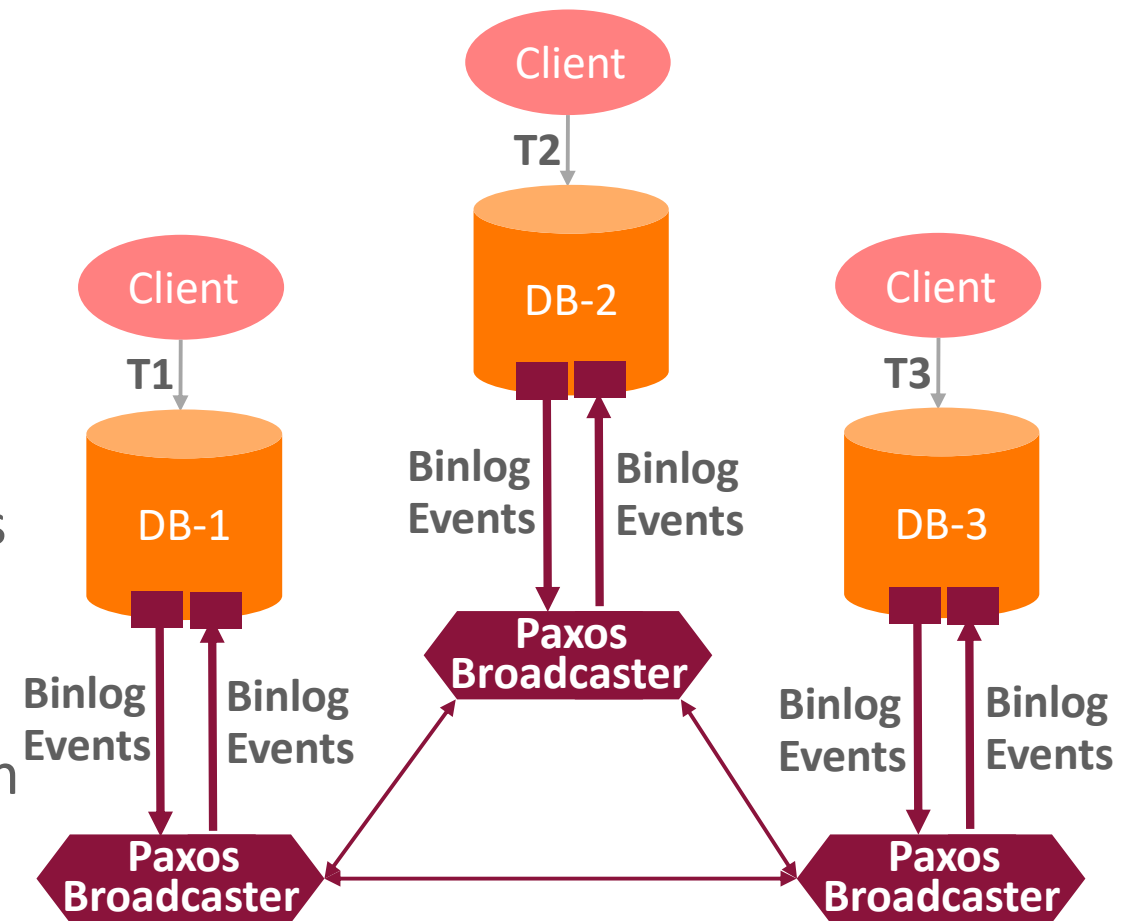 Client
T2
DB-2
Client
T1
DB-1
Client
T3
DB-3
Binlog
Events
Binlog
Events
Paxos
Broadcaster
Binlog
Events
Binlog
Events
Paxos
Broadcaster
Binlog
Events
Binlog
Events
Paxos
Broadcaster
s
n